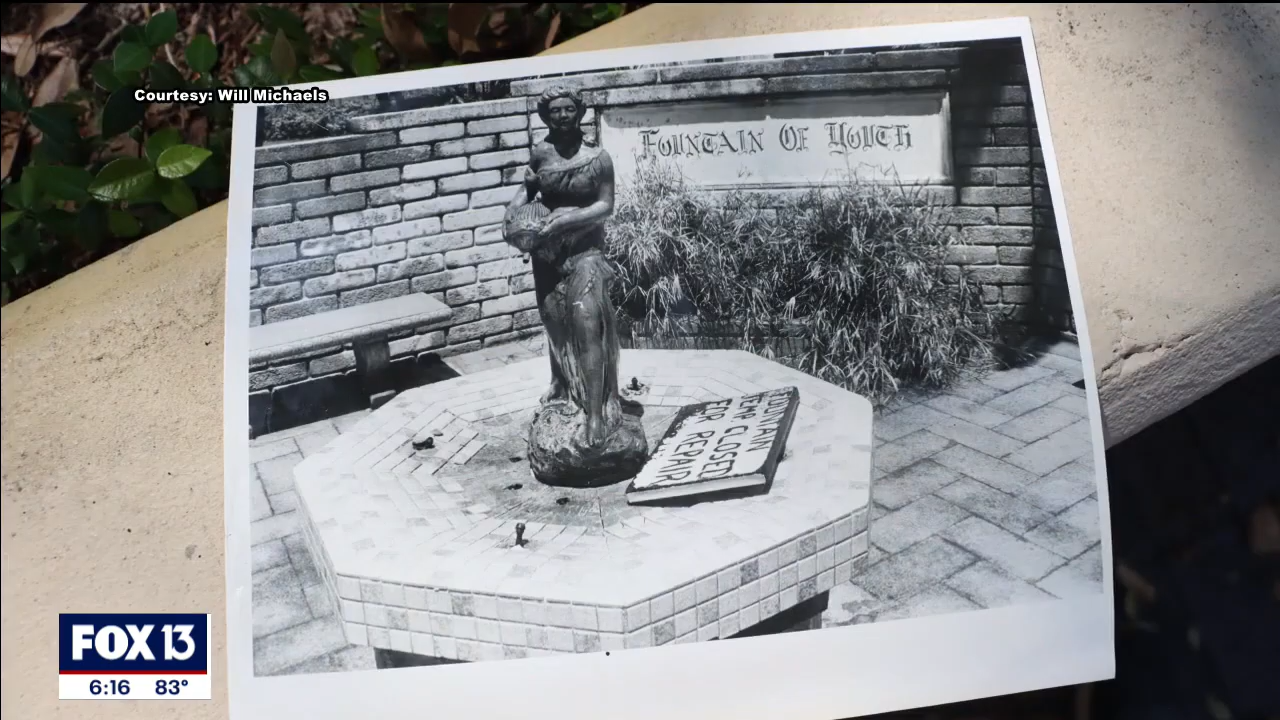 Courtesy: Will Michaels
FOUNTAIN OF YOUTH
FOUNTAIN
TEMP CLOSED
FOR REPAIR
FOX 13
6:16 83°